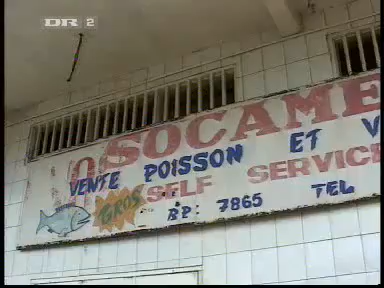 DR 2
SOCAME
VENTE POISSON ET V
GROS SELF SERVICE
BP: 7865 TEL